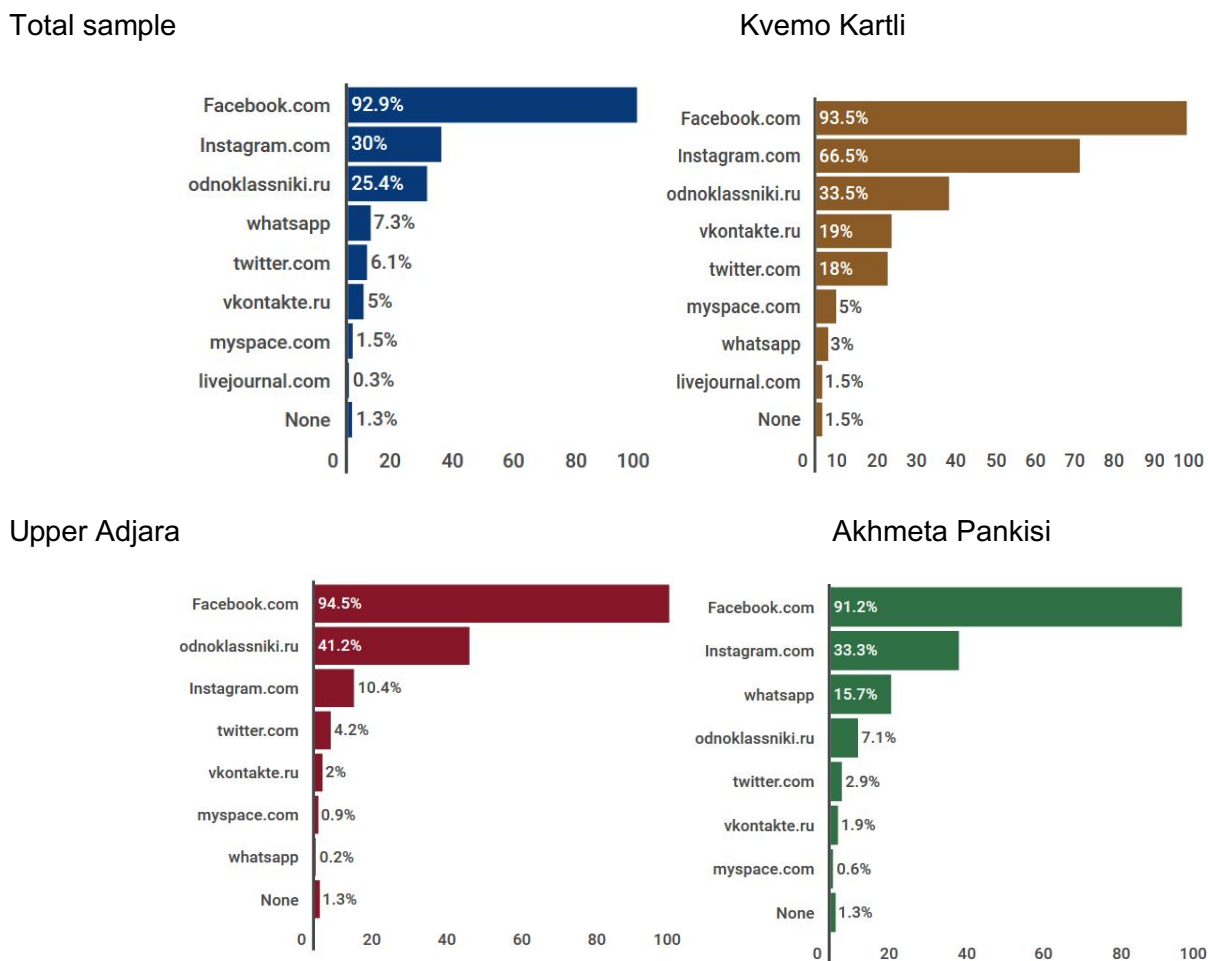 Total sample
Facebook.com 92.9%
Instagram.com 30%
odnoklassniki.ru 25.4%
whatsapp 7.3%
twitter.com 6.1%
vkontakte.ru 5%
myspace.com 1.5%
livejournal.com 0.3%
None 1.3%
0 20 40 60 80 100
Kvemo Kartli
Facebook.com 93.5%
Instagram.com 66.5%
odnoklassniki.ru 33.5%
vkontakte.ru 19%
twitter.com 18%
myspace.com 5%
whatsapp 3%
livejournal.com 1.5%
None 1.5%
0 10 20 30 40 50 60 70 80 90 100
Upper Adjara
Facebook.com 94.5%
odnoklassniki.ru 41.2%
Instagram.com 10.4%
twitter.com 4.2%
vkontakte.ru 2%
myspace.com 0.9%
whatsapp 0.2%
None 1.3%
0 20 40 60 80 100
Akhmeta Pankisi
Facebook.com 91.2%
Instagram.com 33.3%
whatsapp 15.7%
odnoklassniki.ru 7.1%
twitter.com 2.9%
vkontakte.ru 1.9%
myspace.com 0.6%
None 1.3%
0 20 40 60 80 100